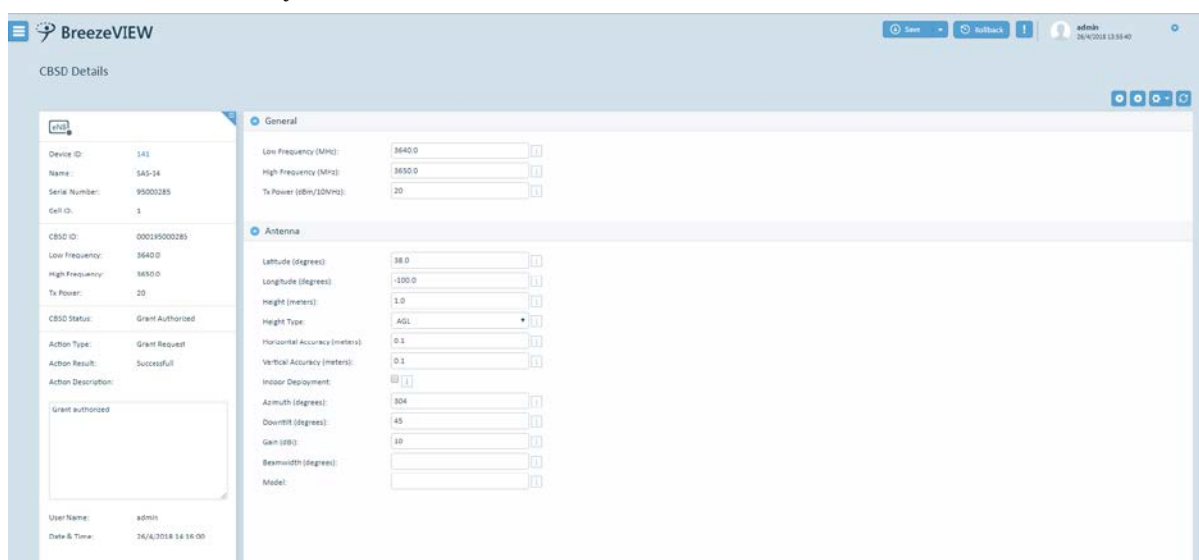 BreezeVIEW
Save
Rollback
!
admin
26/4/2018 13:55:40
CBSD Details
eNB
Device ID: 141
Name: SAS-14
Serial Number: 95000285
Cell ID: 1
CBSD ID: 000195000285
Low Frequency: 3640.0
High Frequency: 3650.0
Tx Power: 20
CBSD Status: Grant Authorized
Action Type: Grant Request
Action Result: Successfull
Action Description:
Grant authorized
User Name: admin
Date & Time: 26/4/2018 14:16:00
General
Low Frequency (MHz): 3640.0
High Frequency (MHz): 3650.0
Tx Power (dBm/10MHz): 20
Antenna
Latitude (degrees): 38.0
Longitude (degrees): -100.0
Height (meters): 1.0
Height Type: AGL
Horizontal Accuracy (meters): 0.1
Vertical Accuracy (meters): 0.1
Indoor Deployment:
Azimuth (degrees): 304
Downtilt (degrees): 45
Gain (dBi): 10
Beamwidth (degrees):
Model: